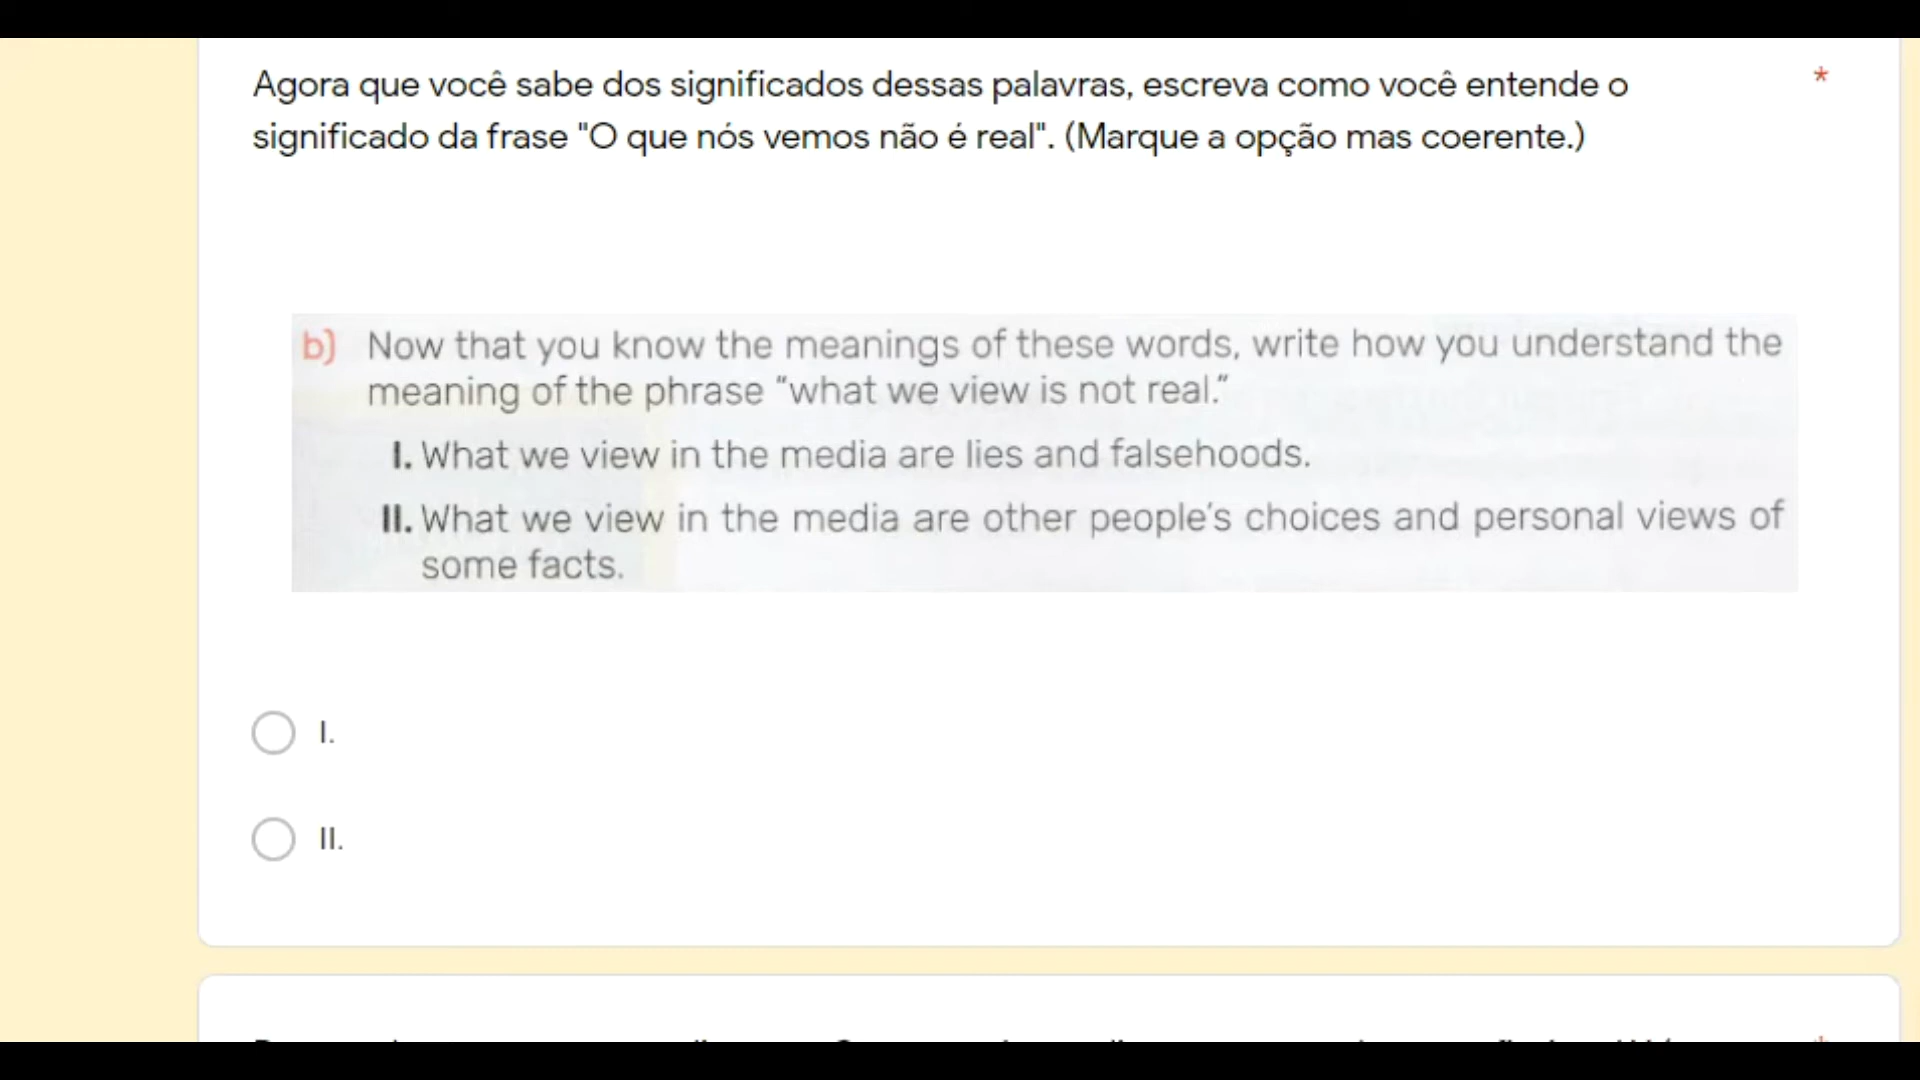 Agora que você sabe dos significados dessas palavras, escreva como você entende o *
significado da frase "O que nós vemos não é real". (Marque a opção mas coerente.)
b) Now that you know the meanings of these words, write how you understand the
meaning of the phrase “what we view is not real.”
I. What we view in the media are lies and falsehoods.
II. What we view in the media are other people’s choices and personal views of
some facts.
I.
II.